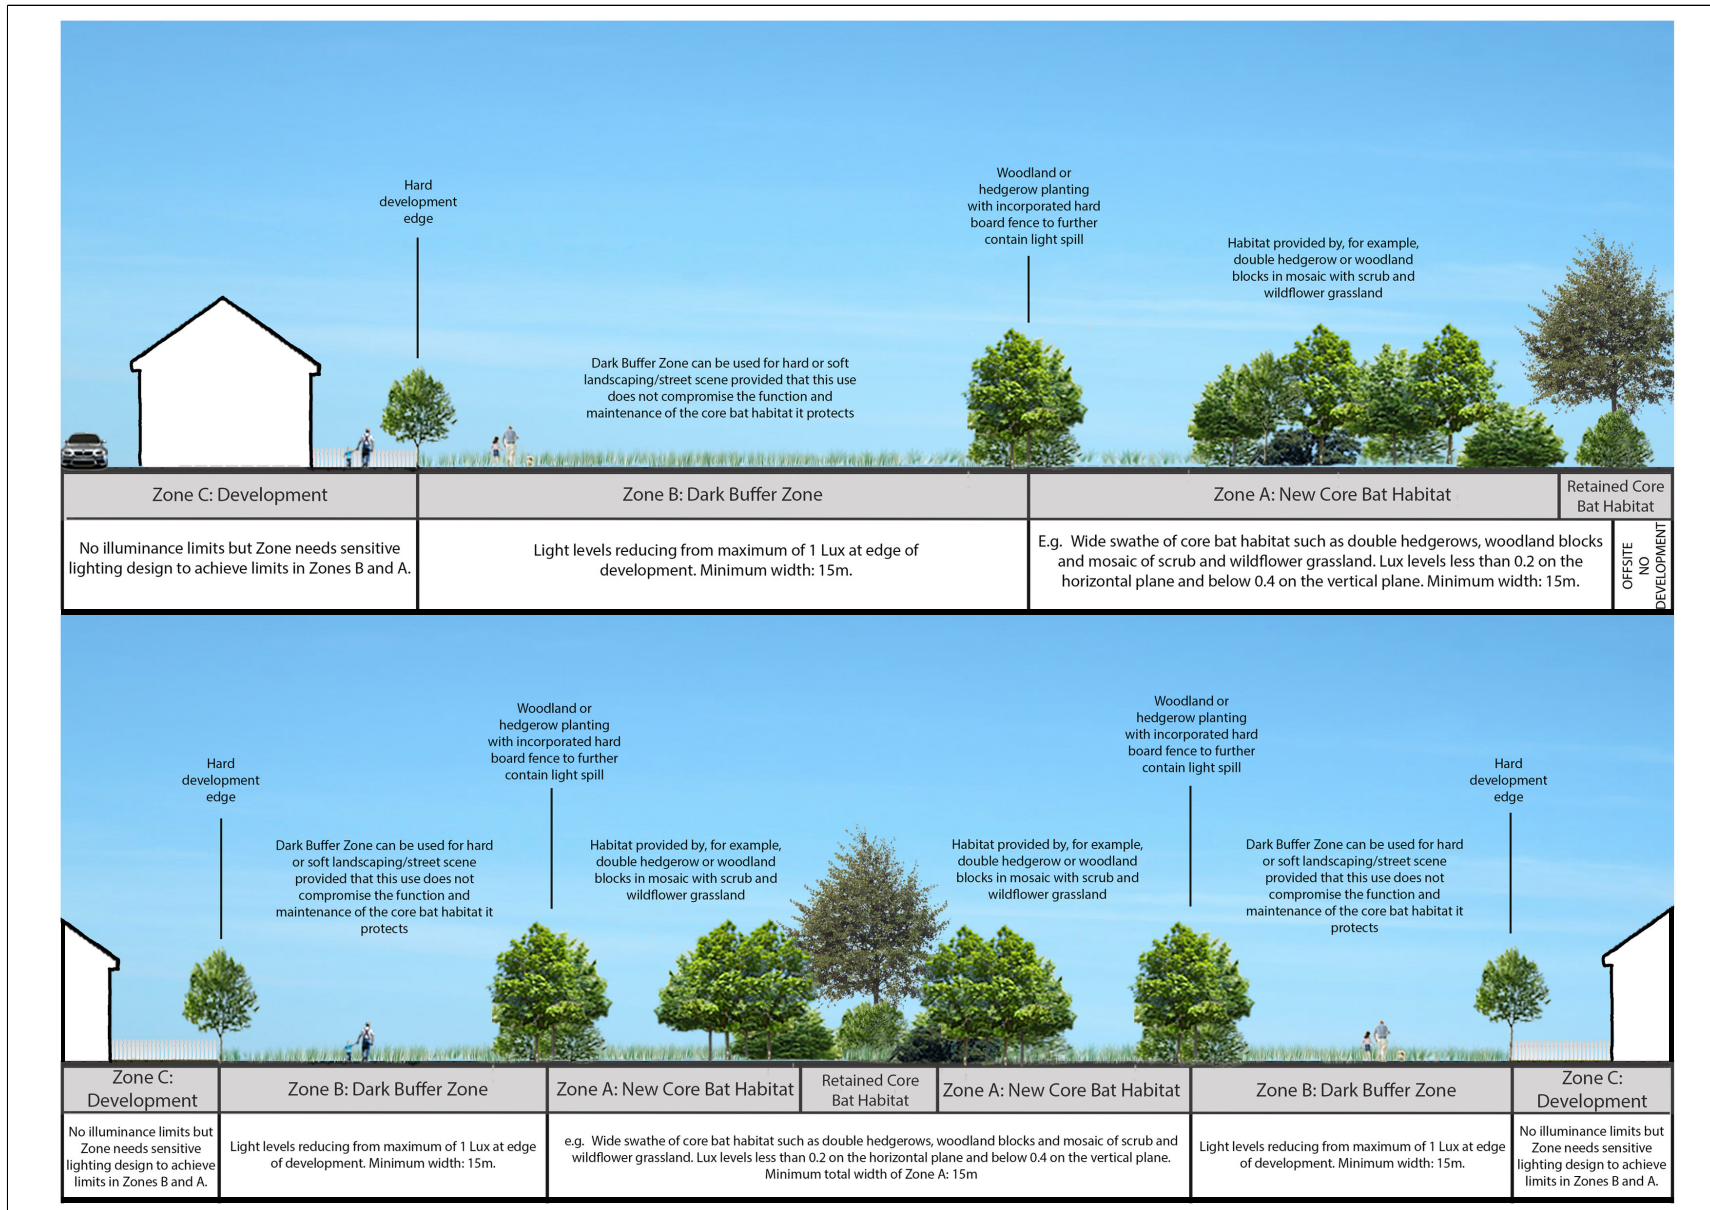 Hard
development
edge
Woodland or
hedgerow planting
with incorporated hard
board fence to further
contain light spill
Habitat provided by, for example,
double hedgerow or woodland
blocks in mosaic with scrub and
wildflower grassland
Dark Buffer Zone can be used for hard or soft
landscaping/street scene provided that this use
does not compromise the function and
maintenance of the core bat habitat it protects
Zone C: Development
Zone B: Dark Buffer Zone
Zone A: New Core Bat Habitat
Retained Core
Bat Habitat
No illuminance limits but Zone needs sensitive
lighting design to achieve limits in Zones B and A.
Light levels reducing from maximum of 1 Lux at edge of
development. Minimum width: 15m.
E.g. Wide swathe of core bat habitat such as double hedgerows, woodland blocks
and mosaic of scrub and wildflower grassland. Lux levels less than 0.2 on the
horizontal plane and below 0.4 on the vertical plane. Minimum width: 15m.
OFFSITE
NO
DEVELOPMENT
Hard
development
edge
Woodland or
hedgerow planting
with incorporated hard
board fence to further
contain light spill
Woodland or
hedgerow planting
with incorporated hard
board fence to further
contain light spill
Hard
development
edge
Dark Buffer Zone can be used for hard
or soft landscaping/street scene
provided that this use does not
compromise the function and
maintenance of the core bat habitat it
protects
Habitat provided by, for example,
double hedgerow or woodland
blocks in mosaic with scrub and
wildflower grassland
Habitat provided by, for example,
double hedgerow or woodland
blocks in mosaic with scrub and
wildflower grassland
Dark Buffer Zone can be used for hard
or soft landscaping/street scene
provided that this use does not
compromise the function and
maintenance of the core bat habitat it
protects
Zone C:
Development
Zone B: Dark Buffer Zone
Zone A: New Core Bat Habitat
Retained Core
Bat Habitat
Zone A: New Core Bat Habitat
Zone B: Dark Buffer Zone
Zone C:
Development
No illuminance limits but
Zone needs sensitive
lighting design to achieve
limits in Zones B and A.
Light levels reducing from maximum of 1 Lux at edge
of development. Minimum width: 15m.
e.g. Wide swathe of core bat habitat such as double hedgerows, woodland blocks and mosaic of scrub and
wildflower grassland. Lux levels less than 0.2 on the horizontal plane and below 0.4 on the vertical plane.
Minimum total width of Zone A: 15m
Light levels reducing from maximum of 1 Lux at edge
of development. Minimum width: 15m.
No illuminance limits but
Zone needs sensitive
lighting design to achieve
limits in Zones B and A.